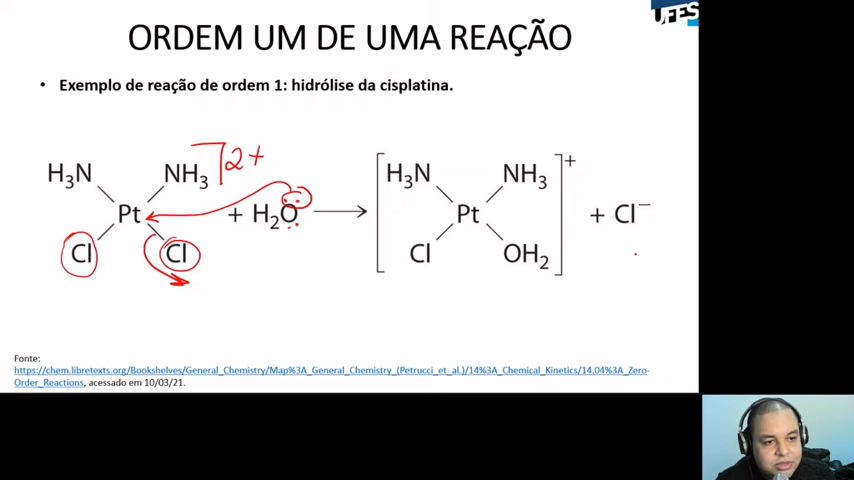 UFES
ORDEM UM DE UMA REAÇÃO
• Exemplo de reação de ordem 1: hidrólise da cisplatina.
H₃N NH₃ 2+ H₃N NH₃ +
Pt + H₂O → Pt + Cl⁻
Cl Cl Cl OH₂
Fonte:
https://chem.libretexts.org/Bookshelves/General_Chemistry/Map%3A_General_Chemistry_(Petrucci_et_al.)/14%3A_Chemical_Kinetics/14.04%3A_Zero-
Order_Reactions, acessado em 10/03/21.